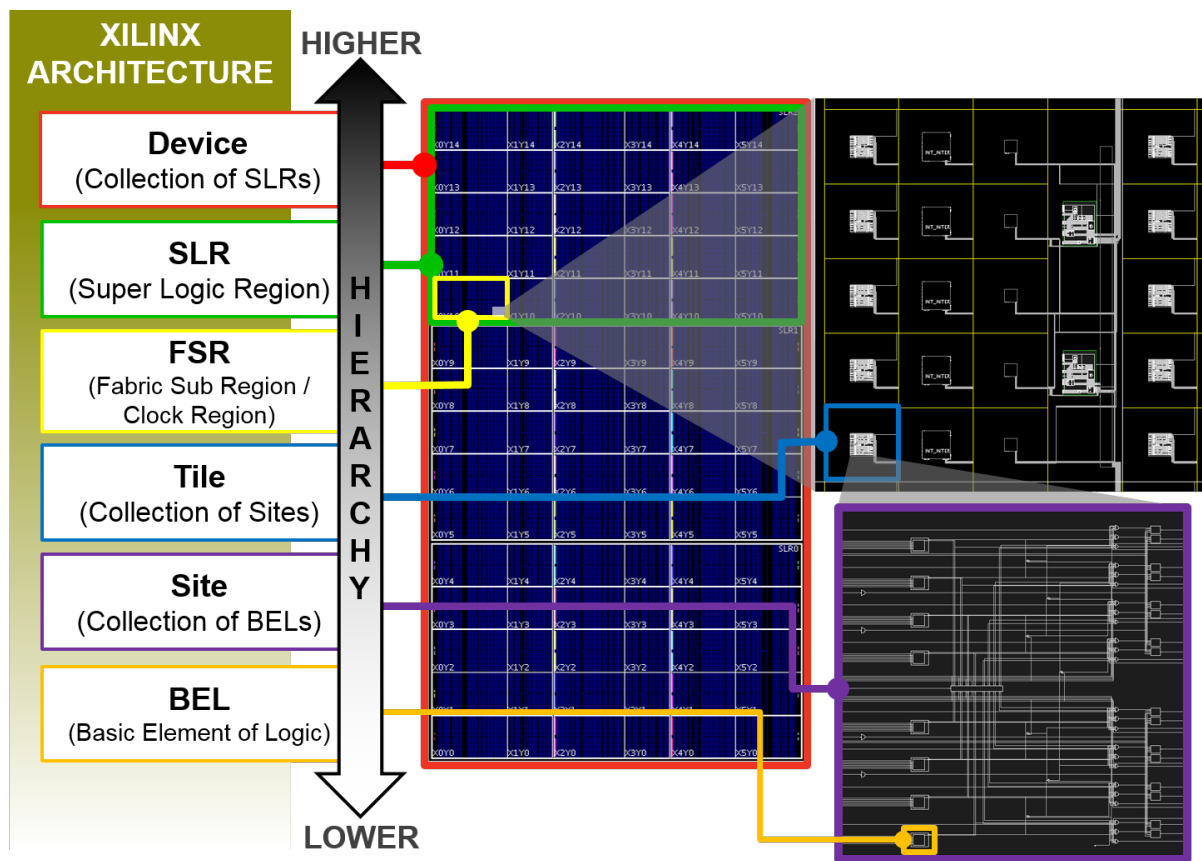 XILINX
ARCHITECTURE
HIGHER
Device
(Collection of SLRs)
SLR
(Super Logic Region)
FSR
(Fabric Sub Region /
Clock Region)
Tile
(Collection of Sites)
Site
(Collection of BELs)
BEL
(Basic Element of Logic)
HIERARCHY
LOWER
X0Y14 X1Y14 X2Y14 X3Y14 X4Y14 X5Y14
X0Y13 X1Y13 X2Y13 X3Y13 X4Y13 X5Y13
X0Y12 X1Y12 X2Y12 X3Y12 X4Y12 X5Y12
X0Y11 X1Y11 X2Y11 X3Y11 X4Y11 X5Y11
X1Y10 X2Y10 X3Y10 X4Y10 X5Y10
SLR1
X0Y9 X1Y9 X2Y9 X3Y9 X4Y9 X5Y9
X0Y8 X1Y8 X2Y8 X3Y8 X4Y8 X5Y8
X0Y7 X1Y7 X2Y7 X3Y7 X4Y7 X5Y7
X0Y6 X1Y6 X2Y6 X3Y6 X4Y6 X5Y6
X0Y5 X1Y5 X2Y5 X3Y5 X4Y5 X5Y5
SLR0
X0Y4 X1Y4 X2Y4 X3Y4 X4Y4 X5Y4
X0Y3 X1Y3 X2Y3 X3Y3 X4Y3 X5Y3
X0Y2 X1Y2 X2Y2 X3Y2 X4Y2 X5Y2
X0Y0 X1Y0 X2Y0 X3Y0 X4Y0 X5Y0
INT_INTER
INT_INTER
INT_INTER
INT_INTER
INT_INTER